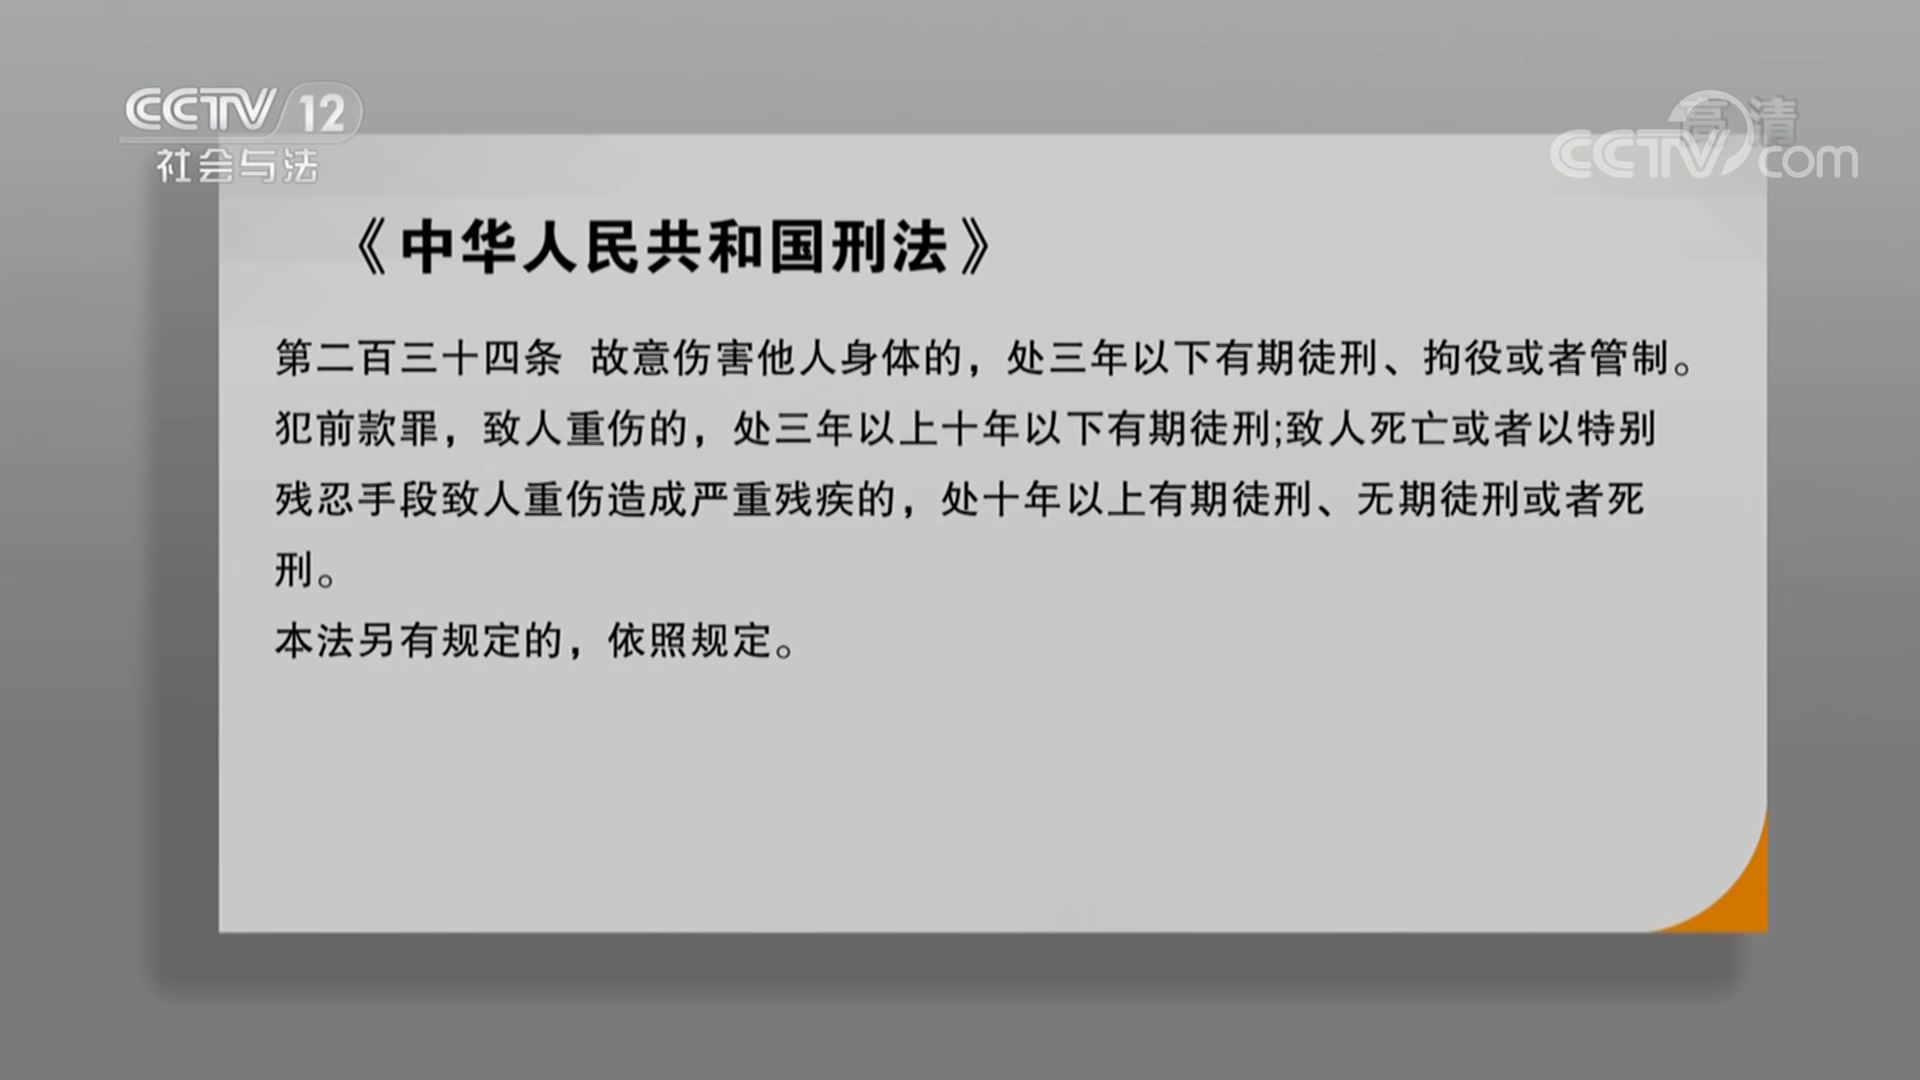 CCTV 12
社会与法
高清
CCTV.com
《中华人民共和国刑法》
第二百三十四条 故意伤害他人身体的，处三年以下有期徒刑、拘役或者管制。
犯前款罪，致人重伤的，处三年以上十年以下有期徒刑;致人死亡或者以特别
残忍手段致人重伤造成严重残疾的，处十年以上有期徒刑、无期徒刑或者死
刑。
本法另有规定的，依照规定。